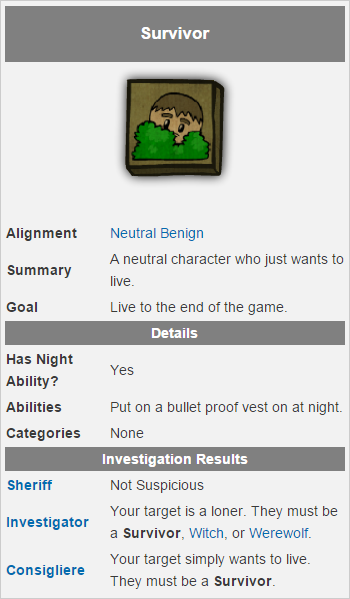 Survivor
Alignment Neutral Benign
Summary A neutral character who just wants to
live.
Goal Live to the end of the game.
Details
Has Night
Ability? Yes
Abilities Put on a bullet proof vest on at night.
Categories None
Investigation Results
Sheriff Not Suspicious
Investigator Your target is a loner. They must be
a Survivor, Witch, or Werewolf.
Consigliere Your target simply wants to live.
They must be a Survivor.